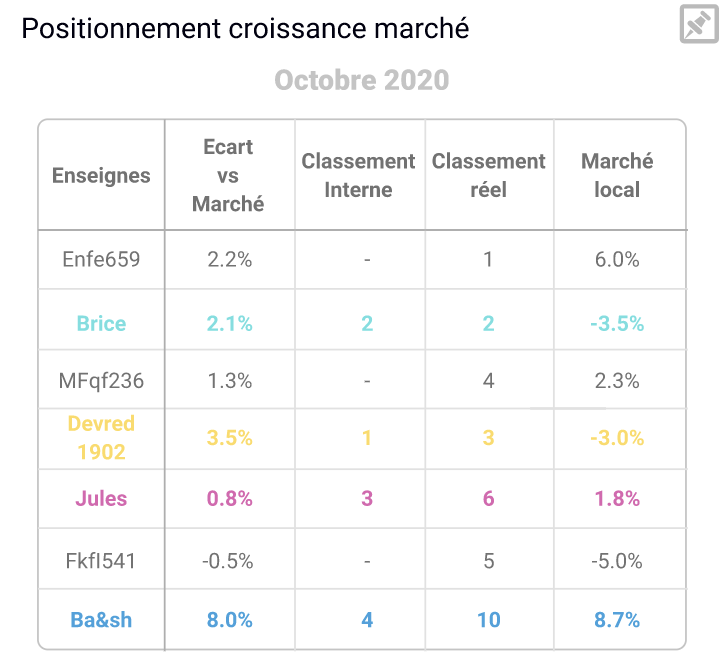 Positionnement croissance marché
Octobre 2020
Enseignes
Ecart
vs
Marché
Classement
Interne
Classement
réel
Marché
local
Enfe659 2.2% - 1 6.0%
Brice 2.1% 2 2 -3.5%
MFqf236 1.3% - 4 2.3%
Devred
1902
3.5% 1 3 -3.0%
Jules 0.8% 3 6 1.8%
Fkfl541 -0.5% - 5 -5.0%
Ba&sh 8.0% 4 10 8.7%